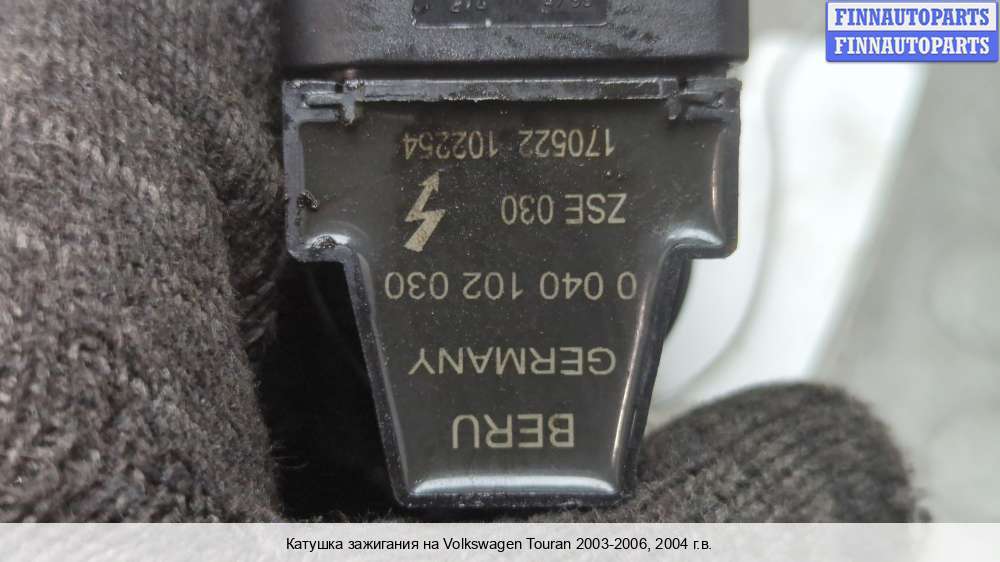 FINNAUTOPARTS
FINNAUTOPARTS
BERU
GERMANY
0 040 102 030
ZSE 030
170522 102254
Катушка зажигания на Volkswagen Touran 2003-2006, 2004 г.в.